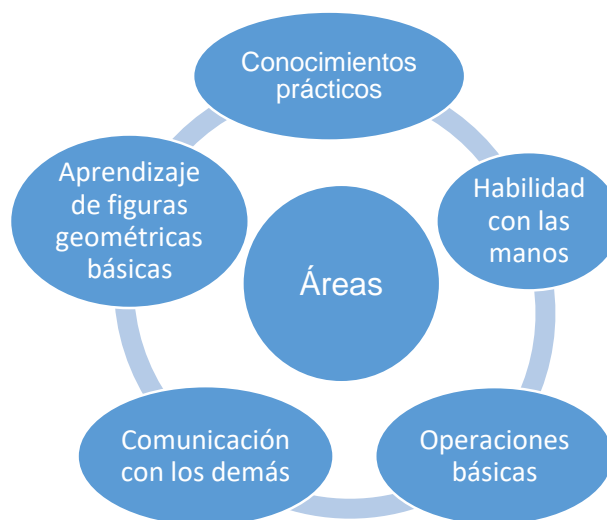 Conocimientos
prácticos
Habilidad
con las
manos
Operaciones
básicas
Comunicación
con los demás
Aprendizaje
de figuras
geométricas
básicas
Áreas